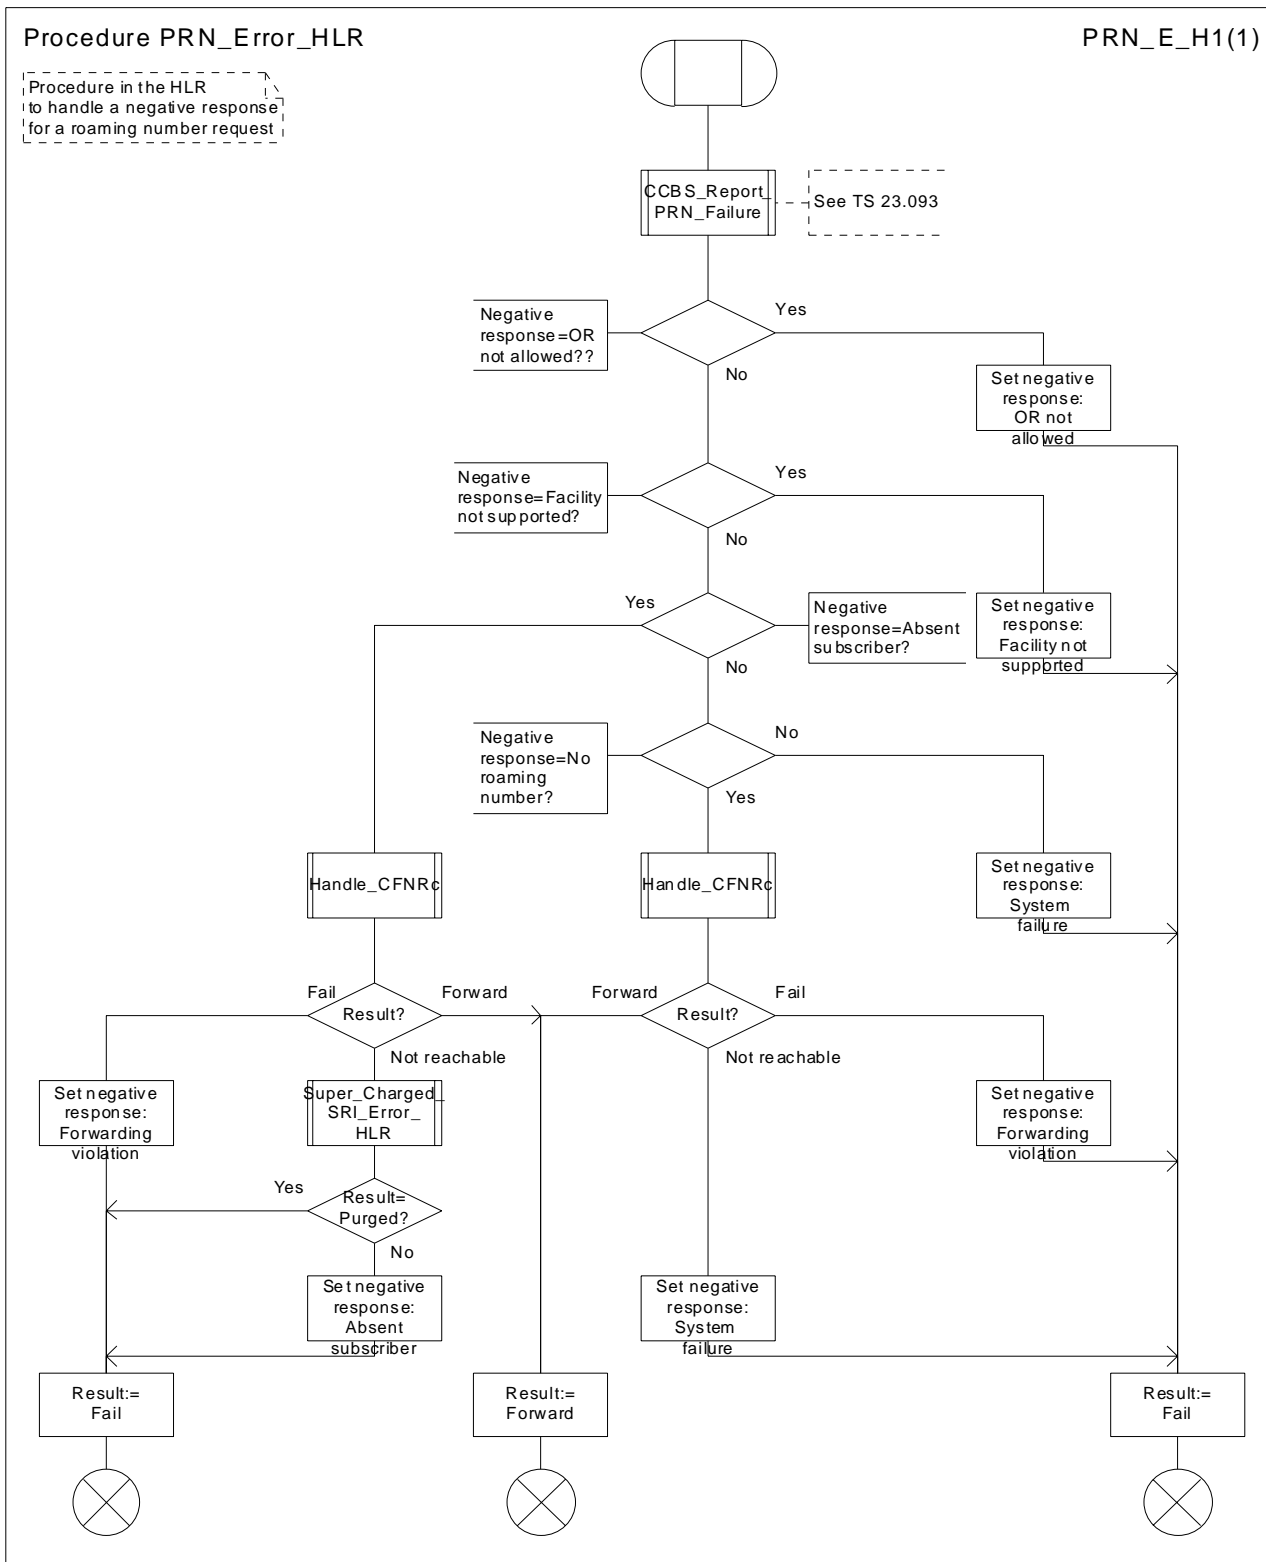 Procedure PRN_Error_HLR
PRN_E_H1(1)
Procedure in the HLR
to handle a negative response
for a roaming number request
CCBS_Report_
PRN_Failure
See TS 23.093
Negative
response=OR
not allowed??
Yes
No
Set negative
response:
OR not
allowed
Negative
response=Facility
not supported?
Yes
No
Yes
Negative
response=Absent
subscriber?
No
Set negative
response:
Facility not
supported
Negative
response=No
roaming
number?
No
Yes
Handle_CFNRc
Handle_CFNRc
Set negative
response:
System
failure
Fail
Result?
Forward
Not reachable
Forward
Result?
Fail
Not reachable
Set negative
response:
Forwarding
violation
Super_Charged_
SRI_Error_
HLR
Set negative
response:
Forwarding
violation
Yes
Result=
Purged?
No
Set negative
response:
Absent
subscriber
Set negative
response:
System
failure
Result:=
Fail
Result:=
Forward
Result:=
Fail